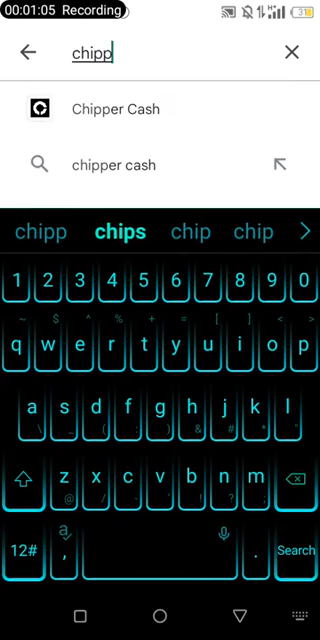 00:01:05 Recording
31
chipp
Chipper Cash
chipper cash
chipp chips chip chip
1 2 3 4 5 6 7 8 9 0
~ $ ^ % + = [ ] < >
q w e r t y u i o p
a s d f g h j k l
\ _ ( : ) & # * "
z x c v b n m
@ / - ' ! ? ;
12# a , . Search